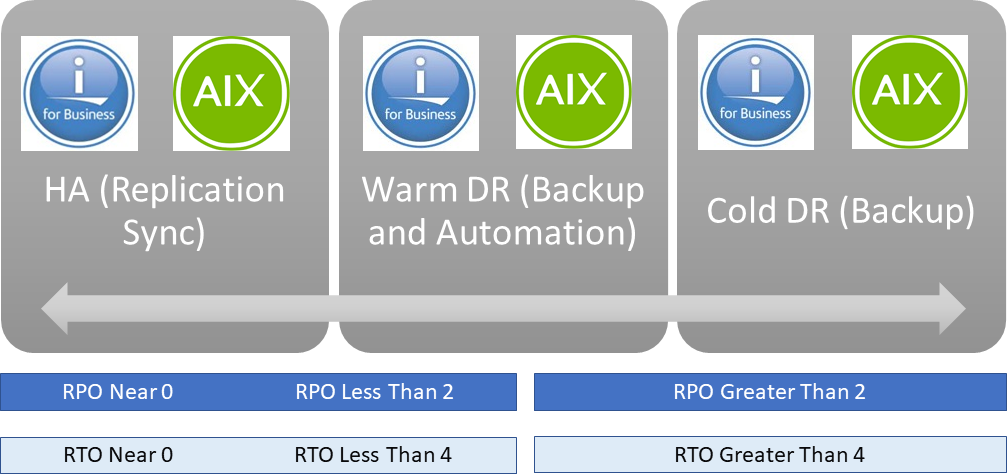 i
for Business
AIX
i
for Business
AIX
i
for Business
AIX
HA (Replication
Sync)
Warm DR (Backup
and Automation)
Cold DR (Backup)
RPO Near 0
RPO Less Than 2
RPO Greater Than 2
RTO Near 0
RTO Less Than 4
RTO Greater Than 4